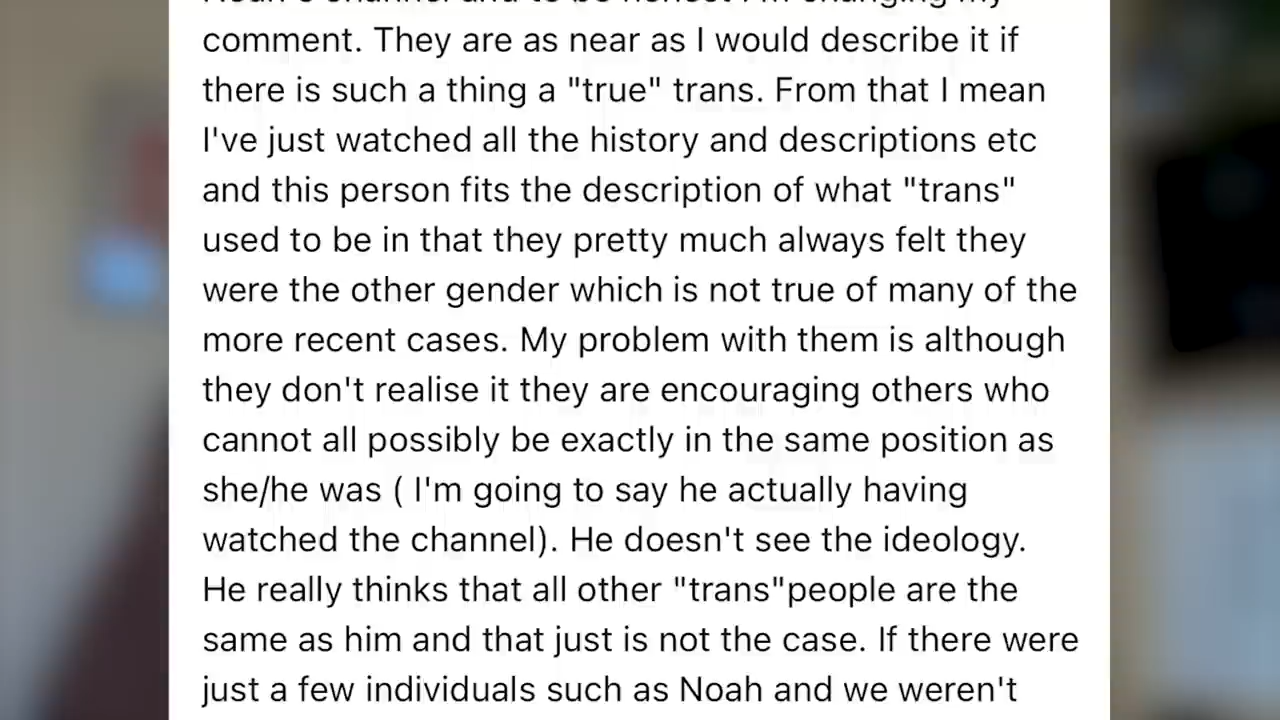 comment. They are as near as I would describe it if
there is such a thing a "true" trans. From that I mean
I've just watched all the history and descriptions etc
and this person fits the description of what "trans"
used to be in that they pretty much always felt they
were the other gender which is not true of many of the
more recent cases. My problem with them is although
they don't realise it they are encouraging others who
cannot all possibly be exactly in the same position as
she/he was ( I'm going to say he actually having
watched the channel). He doesn't see the ideology.
He really thinks that all other "trans"people are the
same as him and that just is not the case. If there were
just a few individuals such as Noah and we weren't